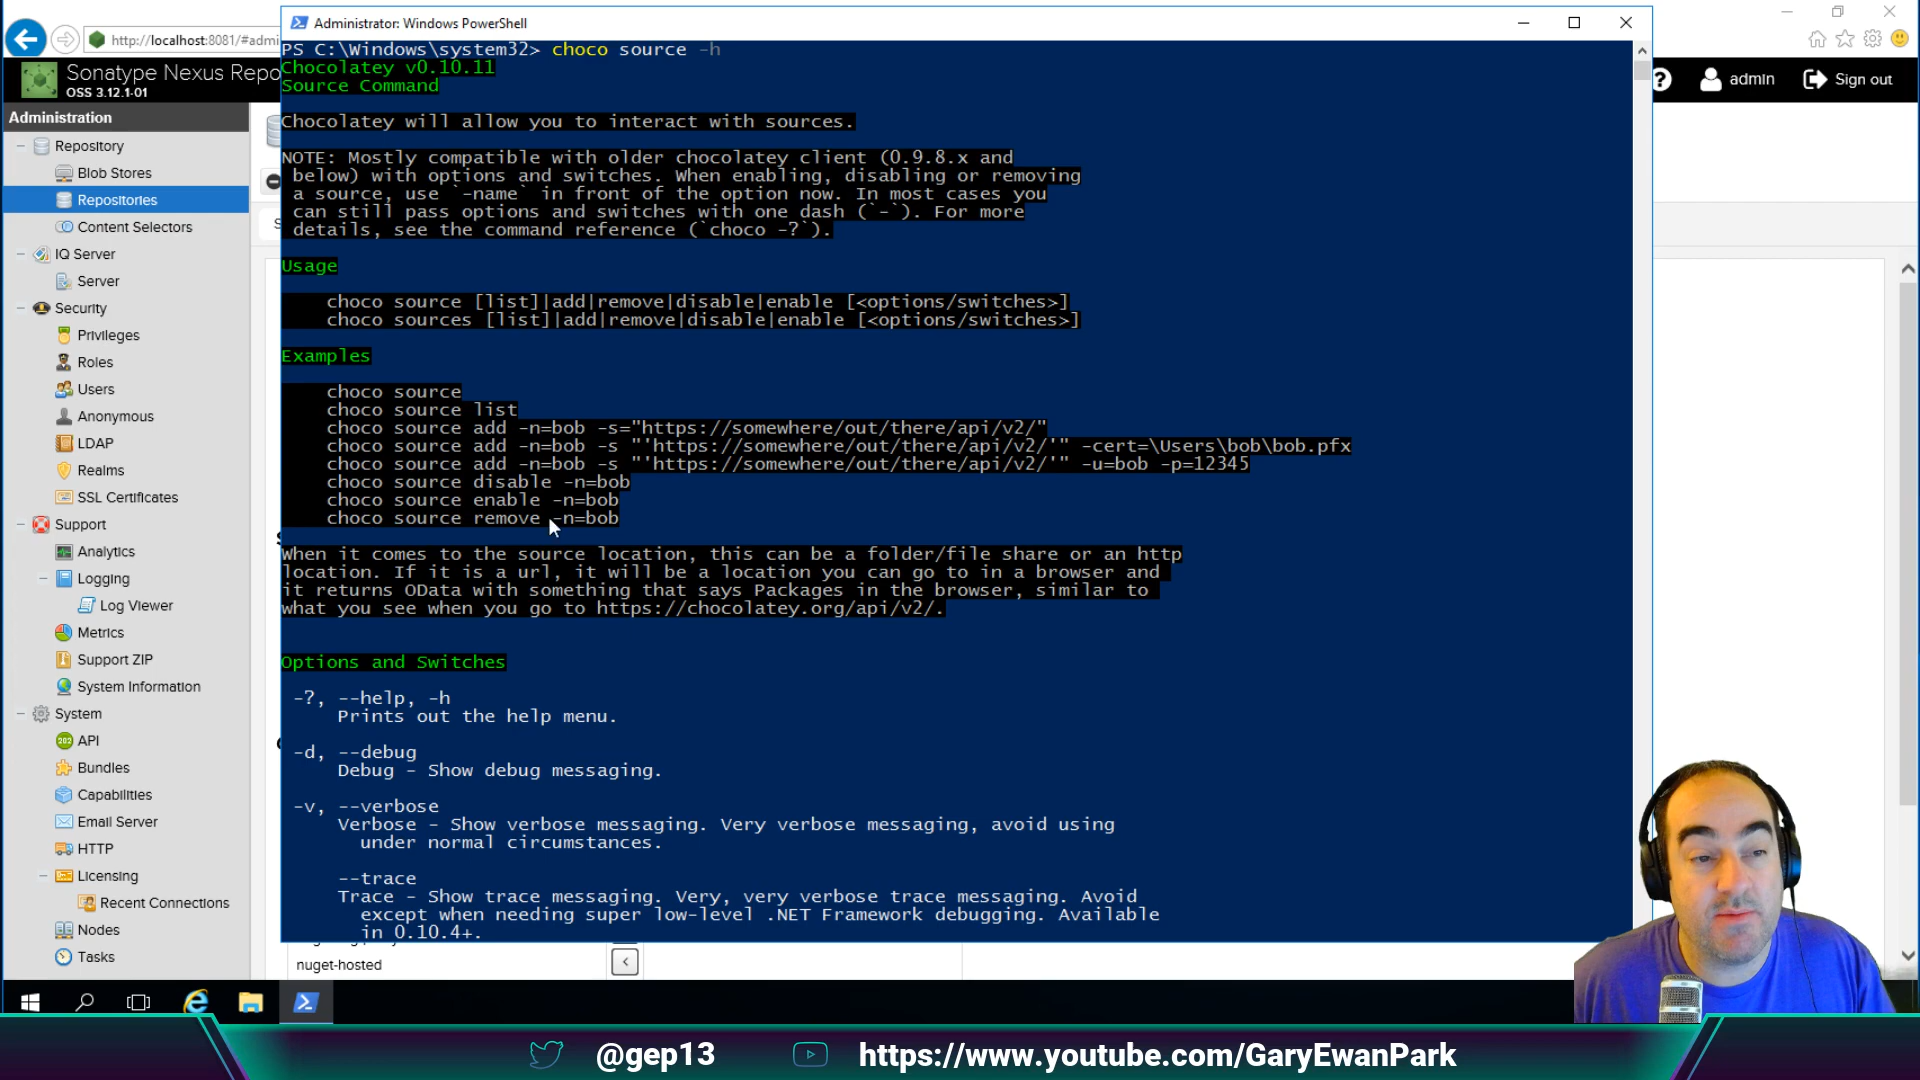 Administrator: Windows PowerShell
http://localhost:8081/#admi
Sonatype Nexus Repo
OSS 3.12.1-01
admin
Sign out
Administration
Repository
Blob Stores
Repositories
Content Selectors
IQ Server
Server
Security
Privileges
Roles
Users
Anonymous
LDAP
Realms
SSL Certificates
Support
Analytics
Logging
Log Viewer
Metrics
Support ZIP
System Information
System
API
Bundles
Capabilities
Email Server
HTTP
Licensing
Recent Connections
Nodes
Tasks
PS C:\Windows\system32> choco source -h
Chocolatey v0.10.11
Source Command
Chocolatey will allow you to interact with sources.
NOTE: Mostly compatible with older chocolatey client (0.9.8.x and
below) with options and switches. When enabling, disabling or removing
a source, use `-name` in front of the option now. In most cases you
can still pass options and switches with one dash (`-`). For more
details, see the command reference (`choco -?`).
Usage
choco source [list]|add|remove|disable|enable [<options/switches>]
choco sources [list]|add|remove|disable|enable [<options/switches>]
Examples
choco source
choco source list
choco source add -n=bob -s="https://somewhere/out/there/api/v2/"
choco source add -n=bob -s "'https://somewhere/out/there/api/v2/'" -cert=\Users\bob\bob.pfx
choco source add -n=bob -s "'https://somewhere/out/there/api/v2/'" -u=bob -p=12345
choco source disable -n=bob
choco source enable -n=bob
choco source remove -n=bob
When it comes to the source location, this can be a folder/file share or an http
location. If it is a url, it will be a location you can go to in a browser and
it returns OData with something that says Packages in the browser, similar to
what you see when you go to https://chocolatey.org/api/v2/.
Options and Switches
-?, --help, -h
Prints out the help menu.
-d, --debug
Debug - Show debug messaging.
-v, --verbose
Verbose - Show verbose messaging. Very verbose messaging, avoid using
under normal circumstances.
--trace
Trace - Show trace messaging. Very, very verbose trace messaging. Avoid
except when needing super low-level .NET Framework debugging. Available
in 0.10.4+.
nuget-hosted
@gep13
https://www.youtube.com/GaryEwanPark